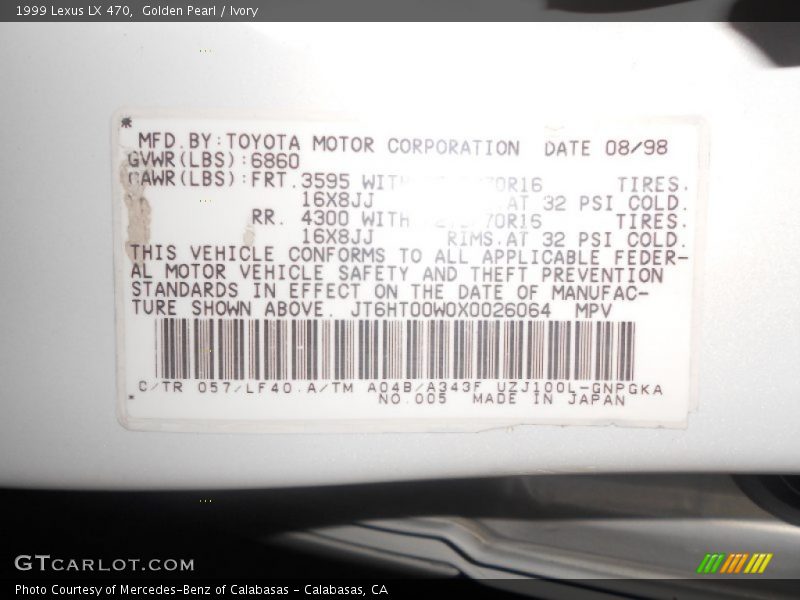 1999 Lexus LX 470, Golden Pearl / Ivory
*
MFD.BY:TOYOTA MOTOR CORPORATION DATE 08/98
GVWR(LBS):6860
GAWR(LBS):FRT.3595 WITH 70R16 TIRES.
16X8JJ AT 32 PSI COLD.
RR. 4300 WITH 70R16 TIRES.
16X8JJ RIMS.AT 32 PSI COLD.
THIS VEHICLE CONFORMS TO ALL APPLICABLE FEDER-
AL MOTOR VEHICLE SAFETY AND THEFT PREVENTION
STANDARDS IN EFFECT ON THE DATE OF MANUFAC-
TURE SHOWN ABOVE. JT6HT00W0X0026064 MPV
C/TR 057/LF40.A/TM A04B/A343F UZJ100L-GNPGKA
NO.005 MADE IN JAPAN
GTCARLOT.COM
Photo Courtesy of Mercedes-Benz of Calabasas - Calabasas, CA